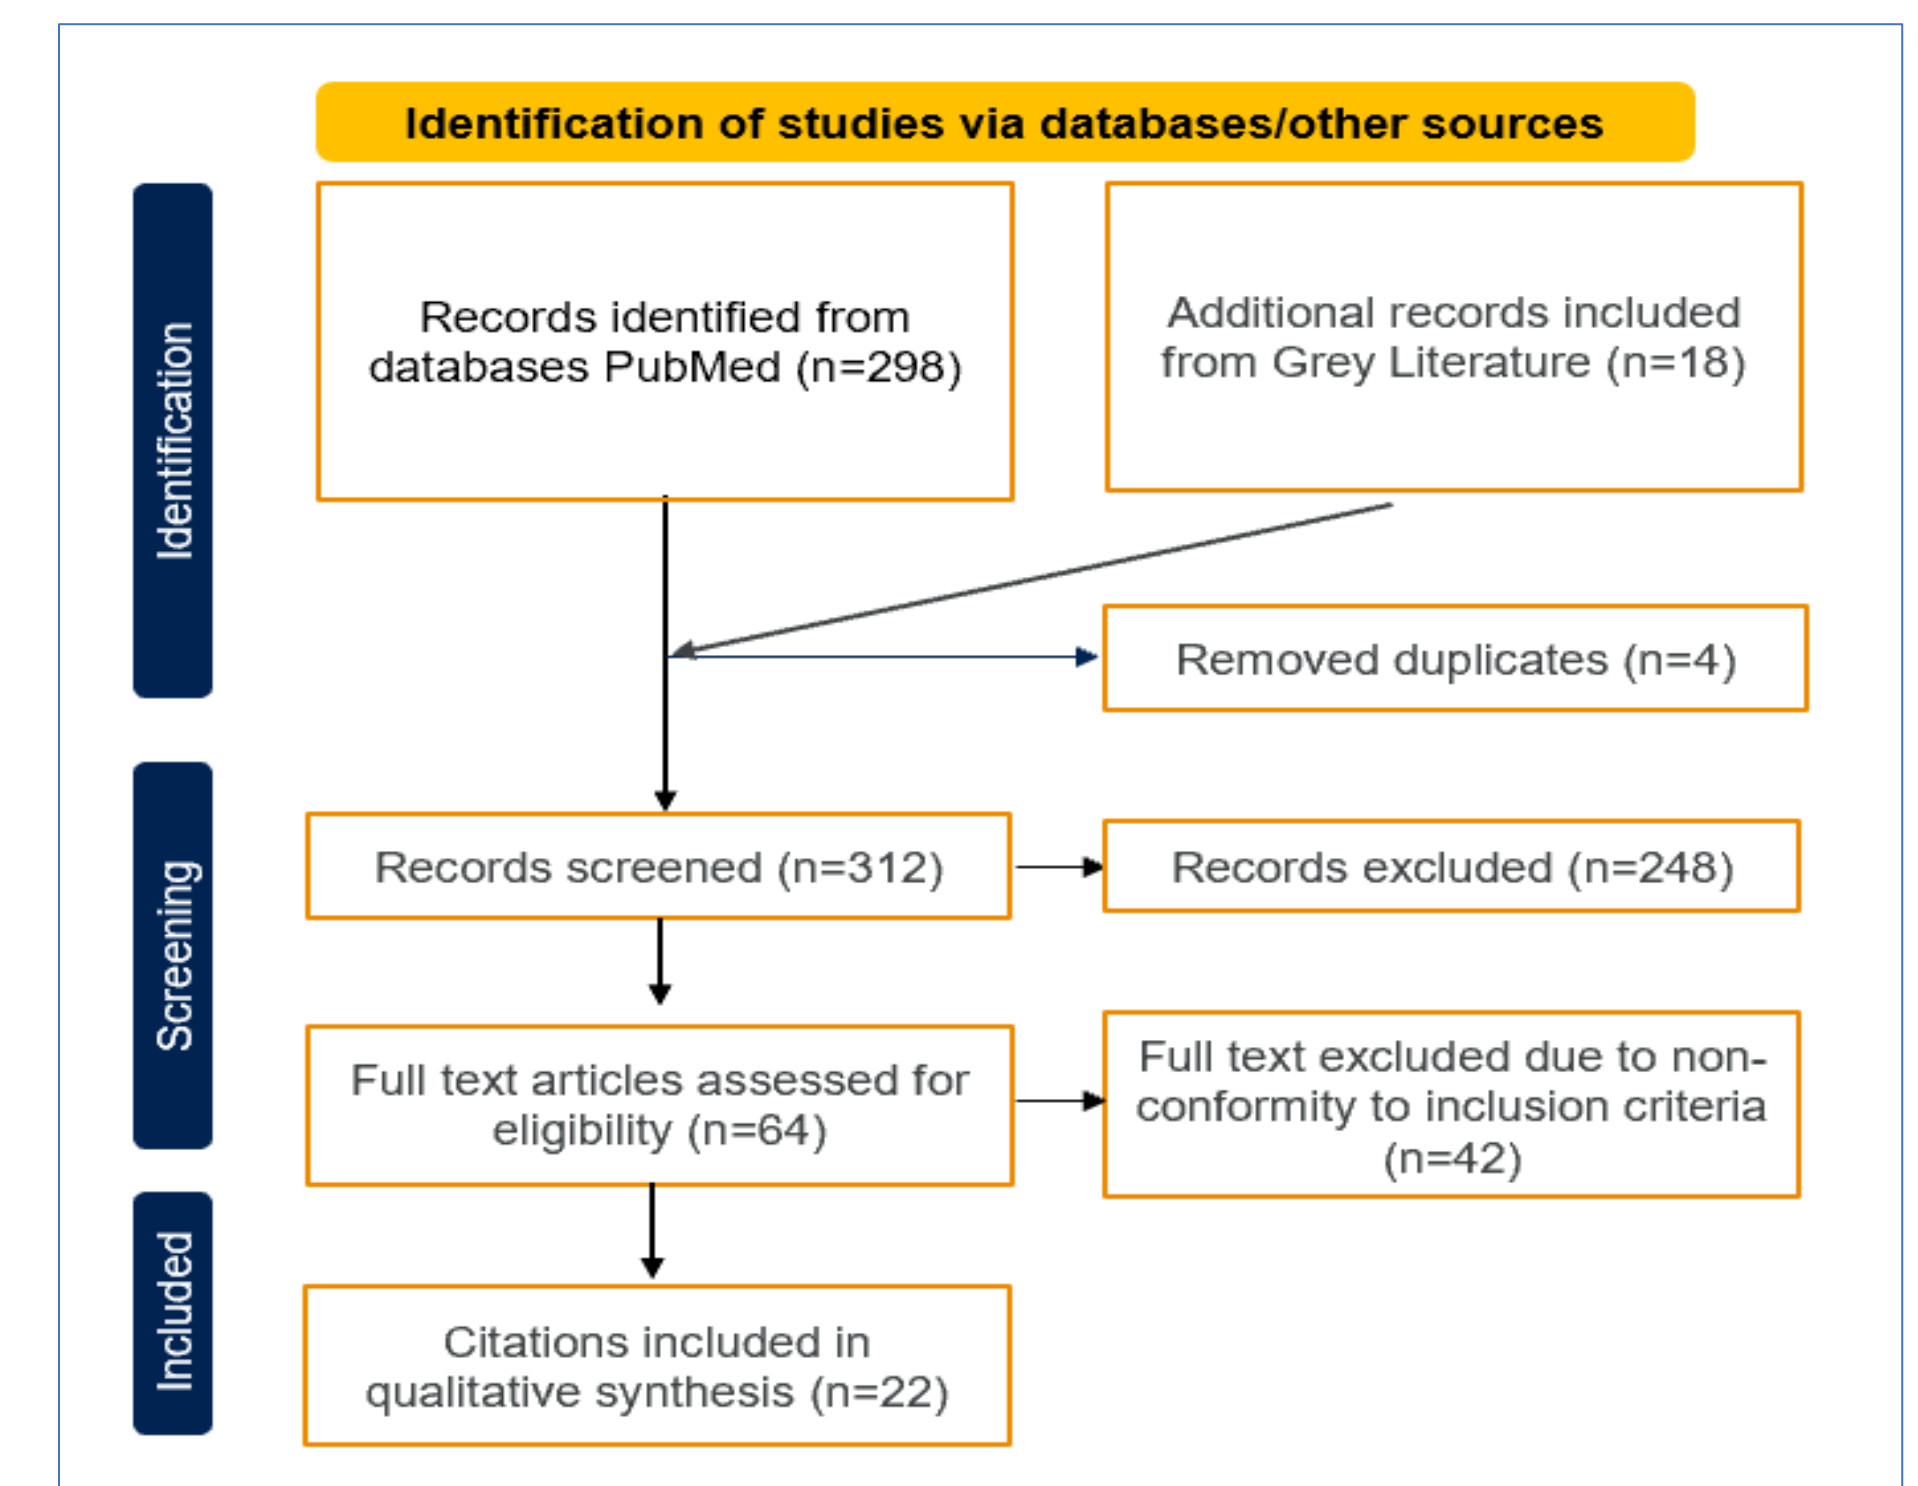 Identification of studies via databases/other sources
Identification
Records identified from
databases PubMed (n=298)
Additional records included
from Grey Literature (n=18)
Removed duplicates (n=4)
Screening
Records screened (n=312)
Records excluded (n=248)
Full text articles assessed for
eligibility (n=64)
Full text excluded due to non-
conformity to inclusion criteria
(n=42)
Included
Citations included in
qualitative synthesis (n=22)